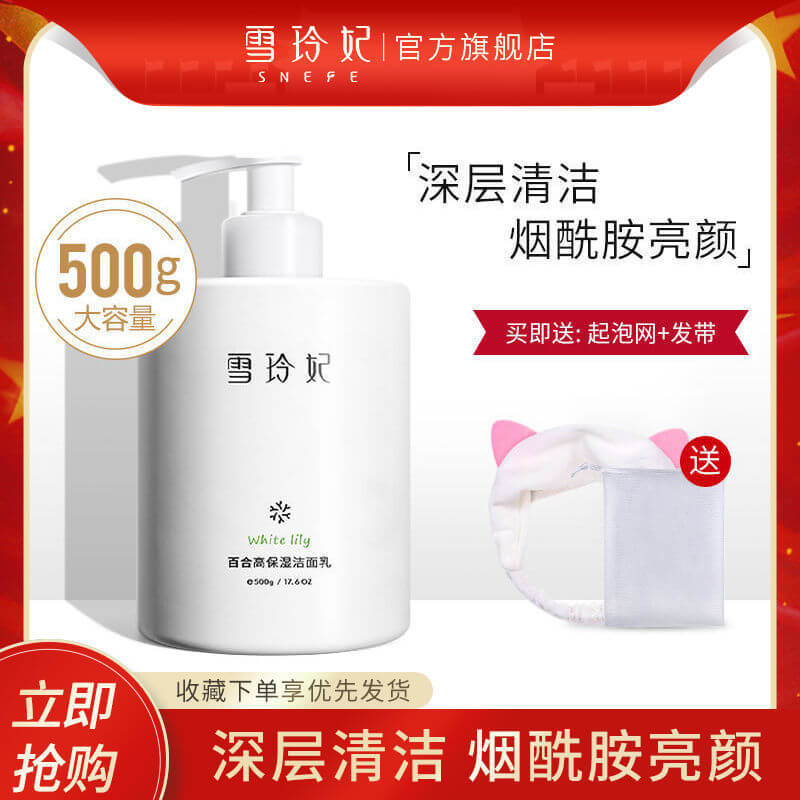 雪玲妃 | 官方旗舰店
SNEFE
「深层清洁
烟酰胺亮颜」
500g
大容量
买即送: 起泡网+发带
雪玲妃
送
White lily
百合高保湿洁面乳
℮500g / 17.6OZ
收藏下单享优先发货
立即
抢购
深层清洁 烟酰胺亮颜